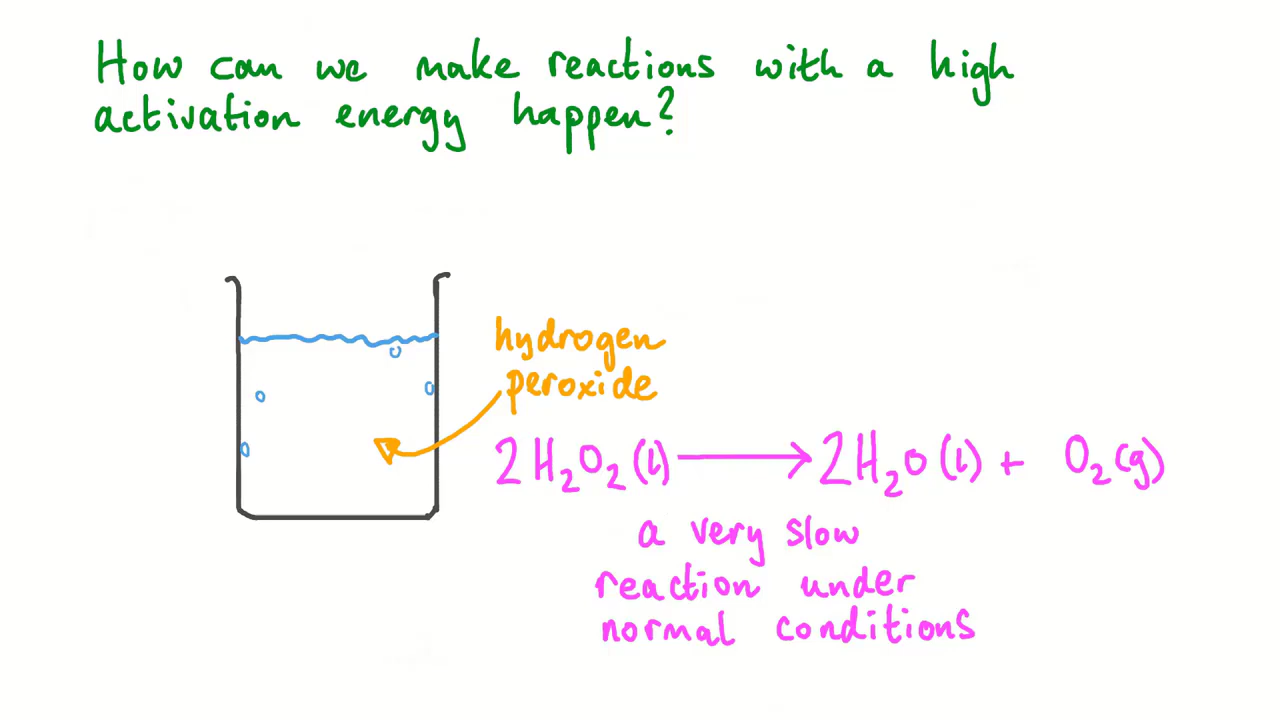 How can we make reactions with a high
activation energy happen?
hydrogen
peroxide
2H₂O₂(l) ⟶ 2H₂O(l) + O₂(g)
a very slow
reaction under
normal conditions